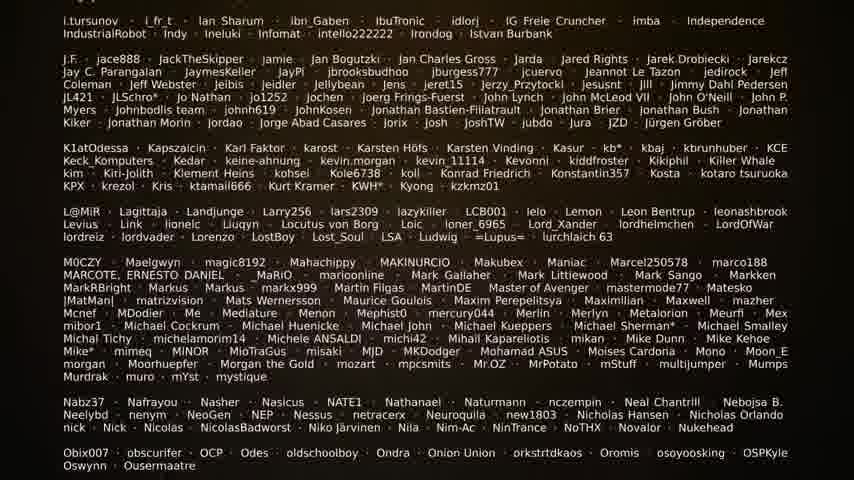 i.tursunov · i_fr_t · Ian Sharum · ibn_Gaben · IbuTronic · idlorj · IG Freie Cruncher · imba · Independence
IndustrialRobot · Indy · Ineluki · Infomat · intello222222 · Irondog · Istvan Burbank
J.F. · jace888 · JackTheSkipper · jamie · Jan Bogutzki · Jan Charles Gross · Jarda · Jared Rights · Jarek Drobiecki · Jarekcz
Jay C. Parangalan · JaymesKeller · JayPi · jbrooksbudhoo · jburgess777 · jcuervo · Jeannot Le Tazon · jedirock · Jeff
Coleman · Jeff Webster · Jeibis · jeidler · Jellybean · Jens · jeret15 · Jerzy_Przytocki · jesusnt · Jill · Jimmy Dahl Pedersen
JL421 · JLSchro* · Jo Nathan · jo1252 · Jochen · joerg Frings-Fuerst · John Lynch · John McLeod VII · John O'Neill · John P.
Myers · Johnbodlls team · johnh619 · JohnKosen · Jonathan Bastien-Filiatrault · Jonathan Brier · Jonathan Bush · Jonathan
Kiker · Jonathan Morin · Jordao · Jorge Abad Casares · Jorix · Josh · JoshTW · jubdo · Jura · JZD · Jürgen Gröber
K1atOdessa · Kapszaicin · Karl Faktor · karost · Karsten Höfs · Karsten Vinding · Kasur · kb* · kbaj · kbrunhuber · KCE
Keck_Komputers · Kedar · keine-ahnung · kevin.morgan · kevin_11114 · Kevonni · kiddfroster · Kikiphil · Killer Whale
kim · Kiri-Jolith · Klement Heins · kohsei · Kole6738 · koll · Konrad Friedrich · Konstantin357 · Kosta · kotaro tsuruoka
KPX · krezol · Kris · ktamail666 · Kurt Kramer · KWH* · Kyong · kzkmz01
L@MiR · Lagittaja · Landjunge · Larry256 · lars2309 · lazykiller · LCB001 · lelo · Lemon · Leon Bentrup · leonashbrook
Levius · Link · lionelc · Liuqyn · Locutus von Borg · Loic · loner_6965 · Lord_Xander · lordhelmchen · LordOfWar
lordreiz · lordvader · Lorenzo · LostBoy · Lost_Soul · LSA · Ludwig · =Lupus= · lurchlaich 63
M0CZY · Maelgwyn · magic8192 · Mahachippy · MAKINURCIO · Makubex · Maniac · Marcel250578 · marco188
MARCOTE, ERNESTO DANIEL · _MaRiO · marioonline · Mark Gallaher · Mark Littlewood · Mark Sango · Markken
MarkRBright · Markus · Markus · markx999 · Martin Filgas · MartinDE · Master of Avenger · mastermode77 · Matesko
|MatMan| · matrizvision · Mats Wernersson · Maurice Goulois · Maxim Perepelitsya · Maximilian · Maxwell · mazher
Mcnef · MDodier · Me · Mediature · Menon · Mephist0 · mercury044 · Merlin · Merlyn · Metalorion · Meurfi · Mex
mibor1 · Michael Cockrum · Michael Huenicke · Michael John · Michael Kueppers · Michael Sherman* · Michael Smalley
Michal Tichy · michelamorim14 · Michele ANSALDI · michi42 · Mihail Kapareliotis · mikan · Mike Dunn · Mike Kehoe
Mike* · mimeq · MINOR · MioTraGus · misaki · MJD · MKDodger · Mohamad ASUS · Moises Cardona · Mono · Moon_E
morgan · Moorhuepfer · Morgan the Gold · mozart · mpcsmits · Mr.OZ · MrPotato · mStuff · multijumper · Mumps
Murdrak · muro · mYst · mystique
Nabz37 · Nafrayou · Nasher · Nasicus · NATE1 · Nathanael · Naturmann · nczempin · Neal Chantrill · Nebojsa B.
Neelybd · nenym · NeoGen · NEP · Nessus · netracerx · Neuroquila · new1803 · Nicholas Hansen · Nicholas Orlando
nick · Nick · Nicolas · NicolasBadworst · Niko Järvinen · Nila · Nim-Ac · NinTrance · NoTHX · Novalor · Nukehead
Obix007 · obscurifer · OCP · Odes · oldschoolboy · Ondra · Onion Union · ørkstrtdkaos · Oromis · osoyoosking · OSPKyle
Oswynn · Ousermaatre